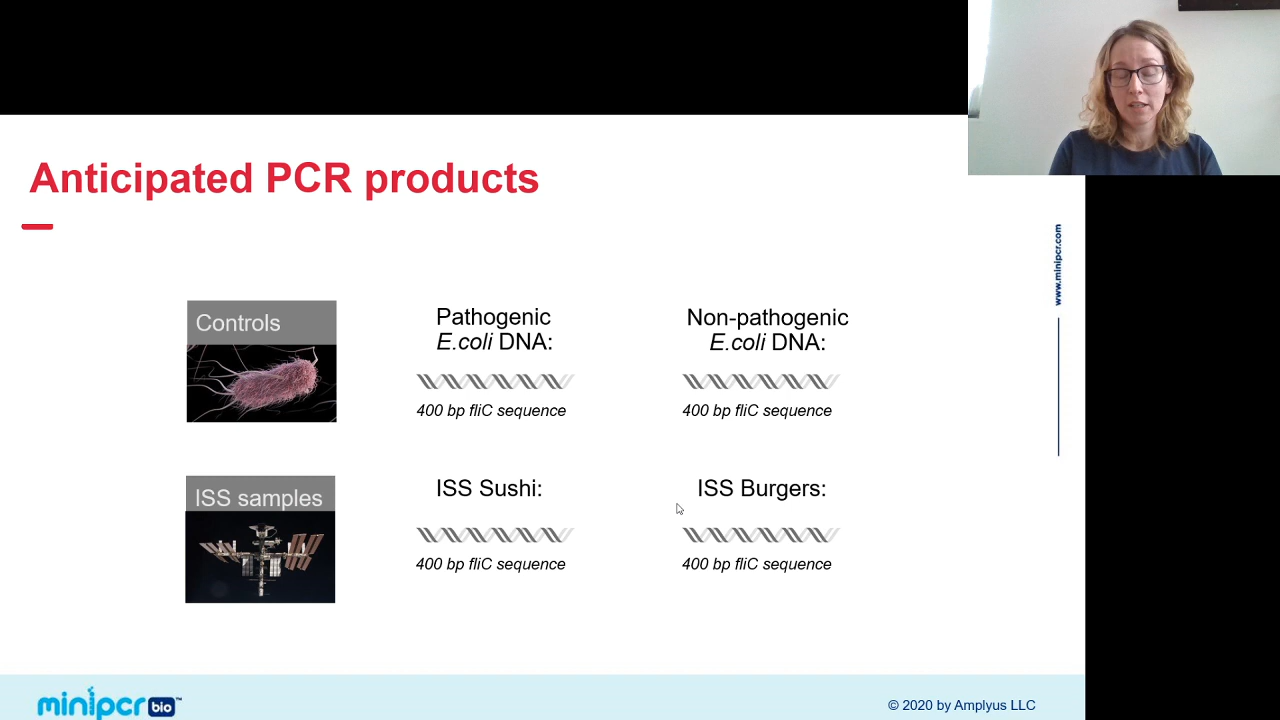 Anticipated PCR products
www.minipcr.com
Controls
Pathogenic
E.coli DNA:
400 bp fliC sequence
Non-pathogenic
E.coli DNA:
400 bp fliC sequence
ISS samples
ISS Sushi:
400 bp fliC sequence
ISS Burgers:
400 bp fliC sequence
minipcr bio™
© 2020 by Amplyus LLC